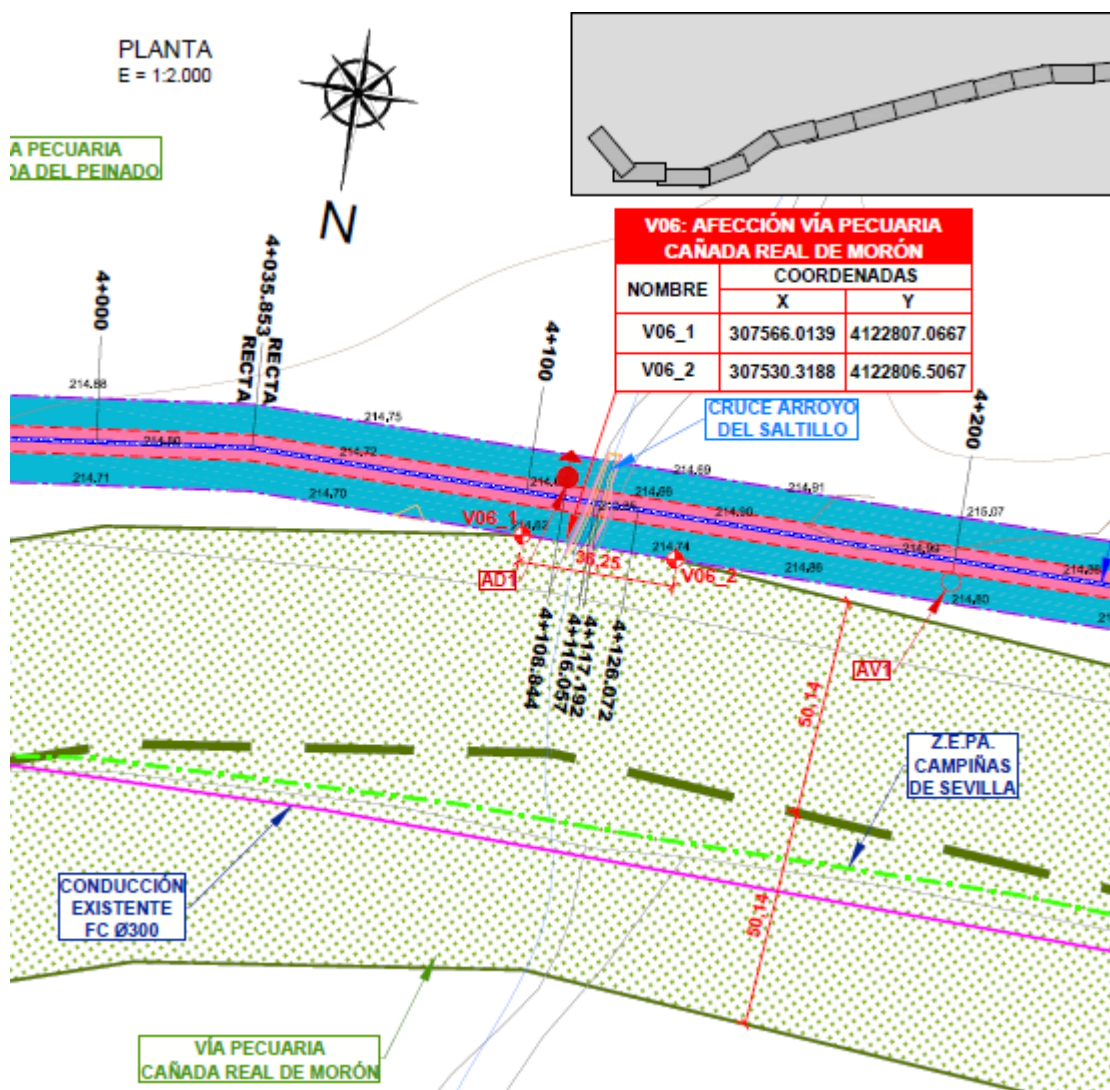 PLANTA
E = 1:2.000
N
A PECUARIA
DA DEL PEINADO
V06: AFECCIÓN VÍA PECUARIA
CAÑADA REAL DE MORÓN
NOMBRE
COORDENADAS
X Y
V06_1 307566.0139 4122807.0667
V06_2 307530.3188 4122806.5067
4+000
4+035.853
RECTA
RECTA
4+100
4+200
CRUCE ARROYO
DEL SALTILLO
214.75
214.72
214.71
214.70
214.69
214.91
215.07
214.66
214.90
214.62
214.74
214.80
V06_1
V06_2
36,25
AD1
AV1
4+108.844
4+116.057
4+117.192
4+126.072
50,14
50,14
Z.E.PA.
CAMPIÑAS
DE SEVILLA
CONDUCCIÓN
EXISTENTE
FC Ø300
VÍA PECUARIA
CAÑADA REAL DE MORÓN